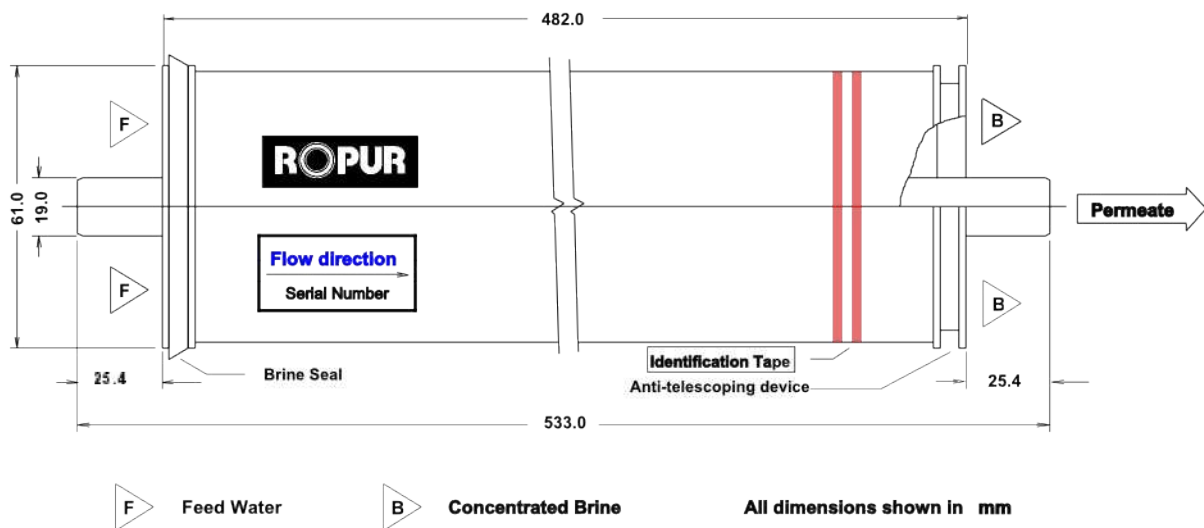 482.0
F
B
ROPUR
61.0
19.0
Permeate
Flow direction
Serial Number
F
B
Identification Tape
Brine Seal
Anti-telescoping device
25.4
25.4
533.0
F Feed Water
B Concentrated Brine
All dimensions shown in mm